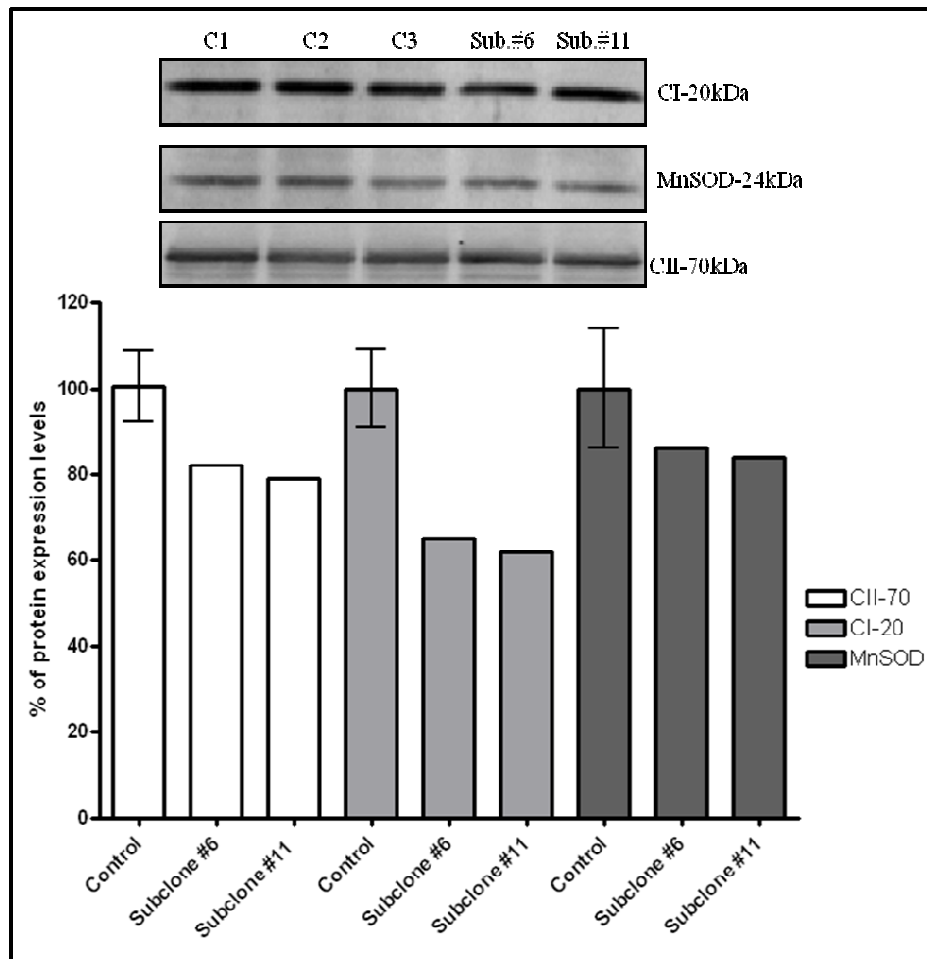 C1 C2 C3 Sub.#6 Sub.#11
CI-20kDa
MnSOD-24kDa
CII-70kDa
120
100
80
60
40
20
0
% of protein expression levels
Control
Subclone #6
Subclone #11
Control
Subclone #6
Subclone #11
Control
Subclone #6
Subclone #11
CII-70
CI-20
MnSOD